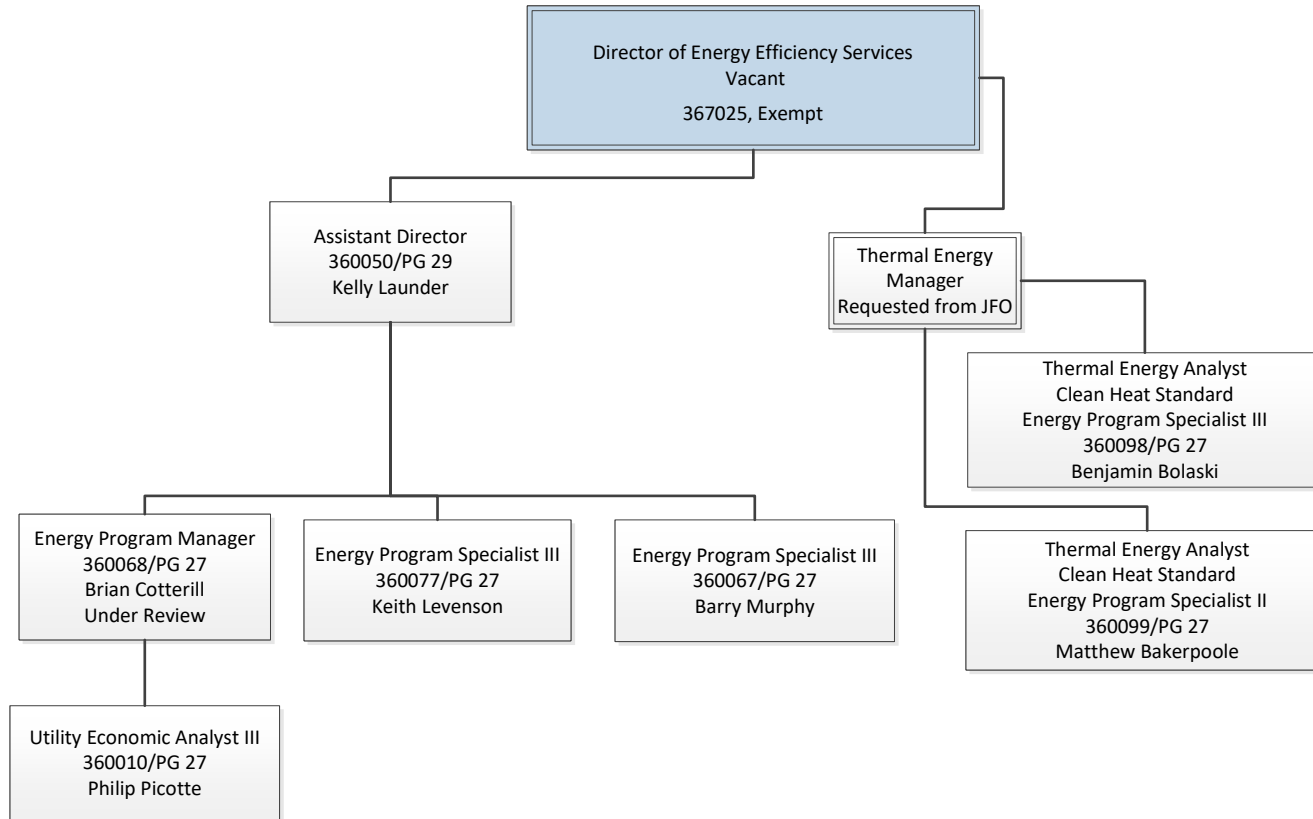 Director of Energy Efficiency Services
Vacant
367025, Exempt
Assistant Director
360050/PG 29
Kelly Launder
Thermal Energy
Manager
Requested from JFO
Thermal Energy Analyst
Clean Heat Standard
Energy Program Specialist III
360098/PG 27
Benjamin Bolaski
Energy Program Manager
360068/PG 27
Brian Cotterill
Under Review
Energy Program Specialist III
360077/PG 27
Keith Levenson
Energy Program Specialist III
360067/PG 27
Barry Murphy
Thermal Energy Analyst
Clean Heat Standard
Energy Program Specialist II
360099/PG 27
Matthew Bakerpoole
Utility Economic Analyst III
360010/PG 27
Philip Picotte